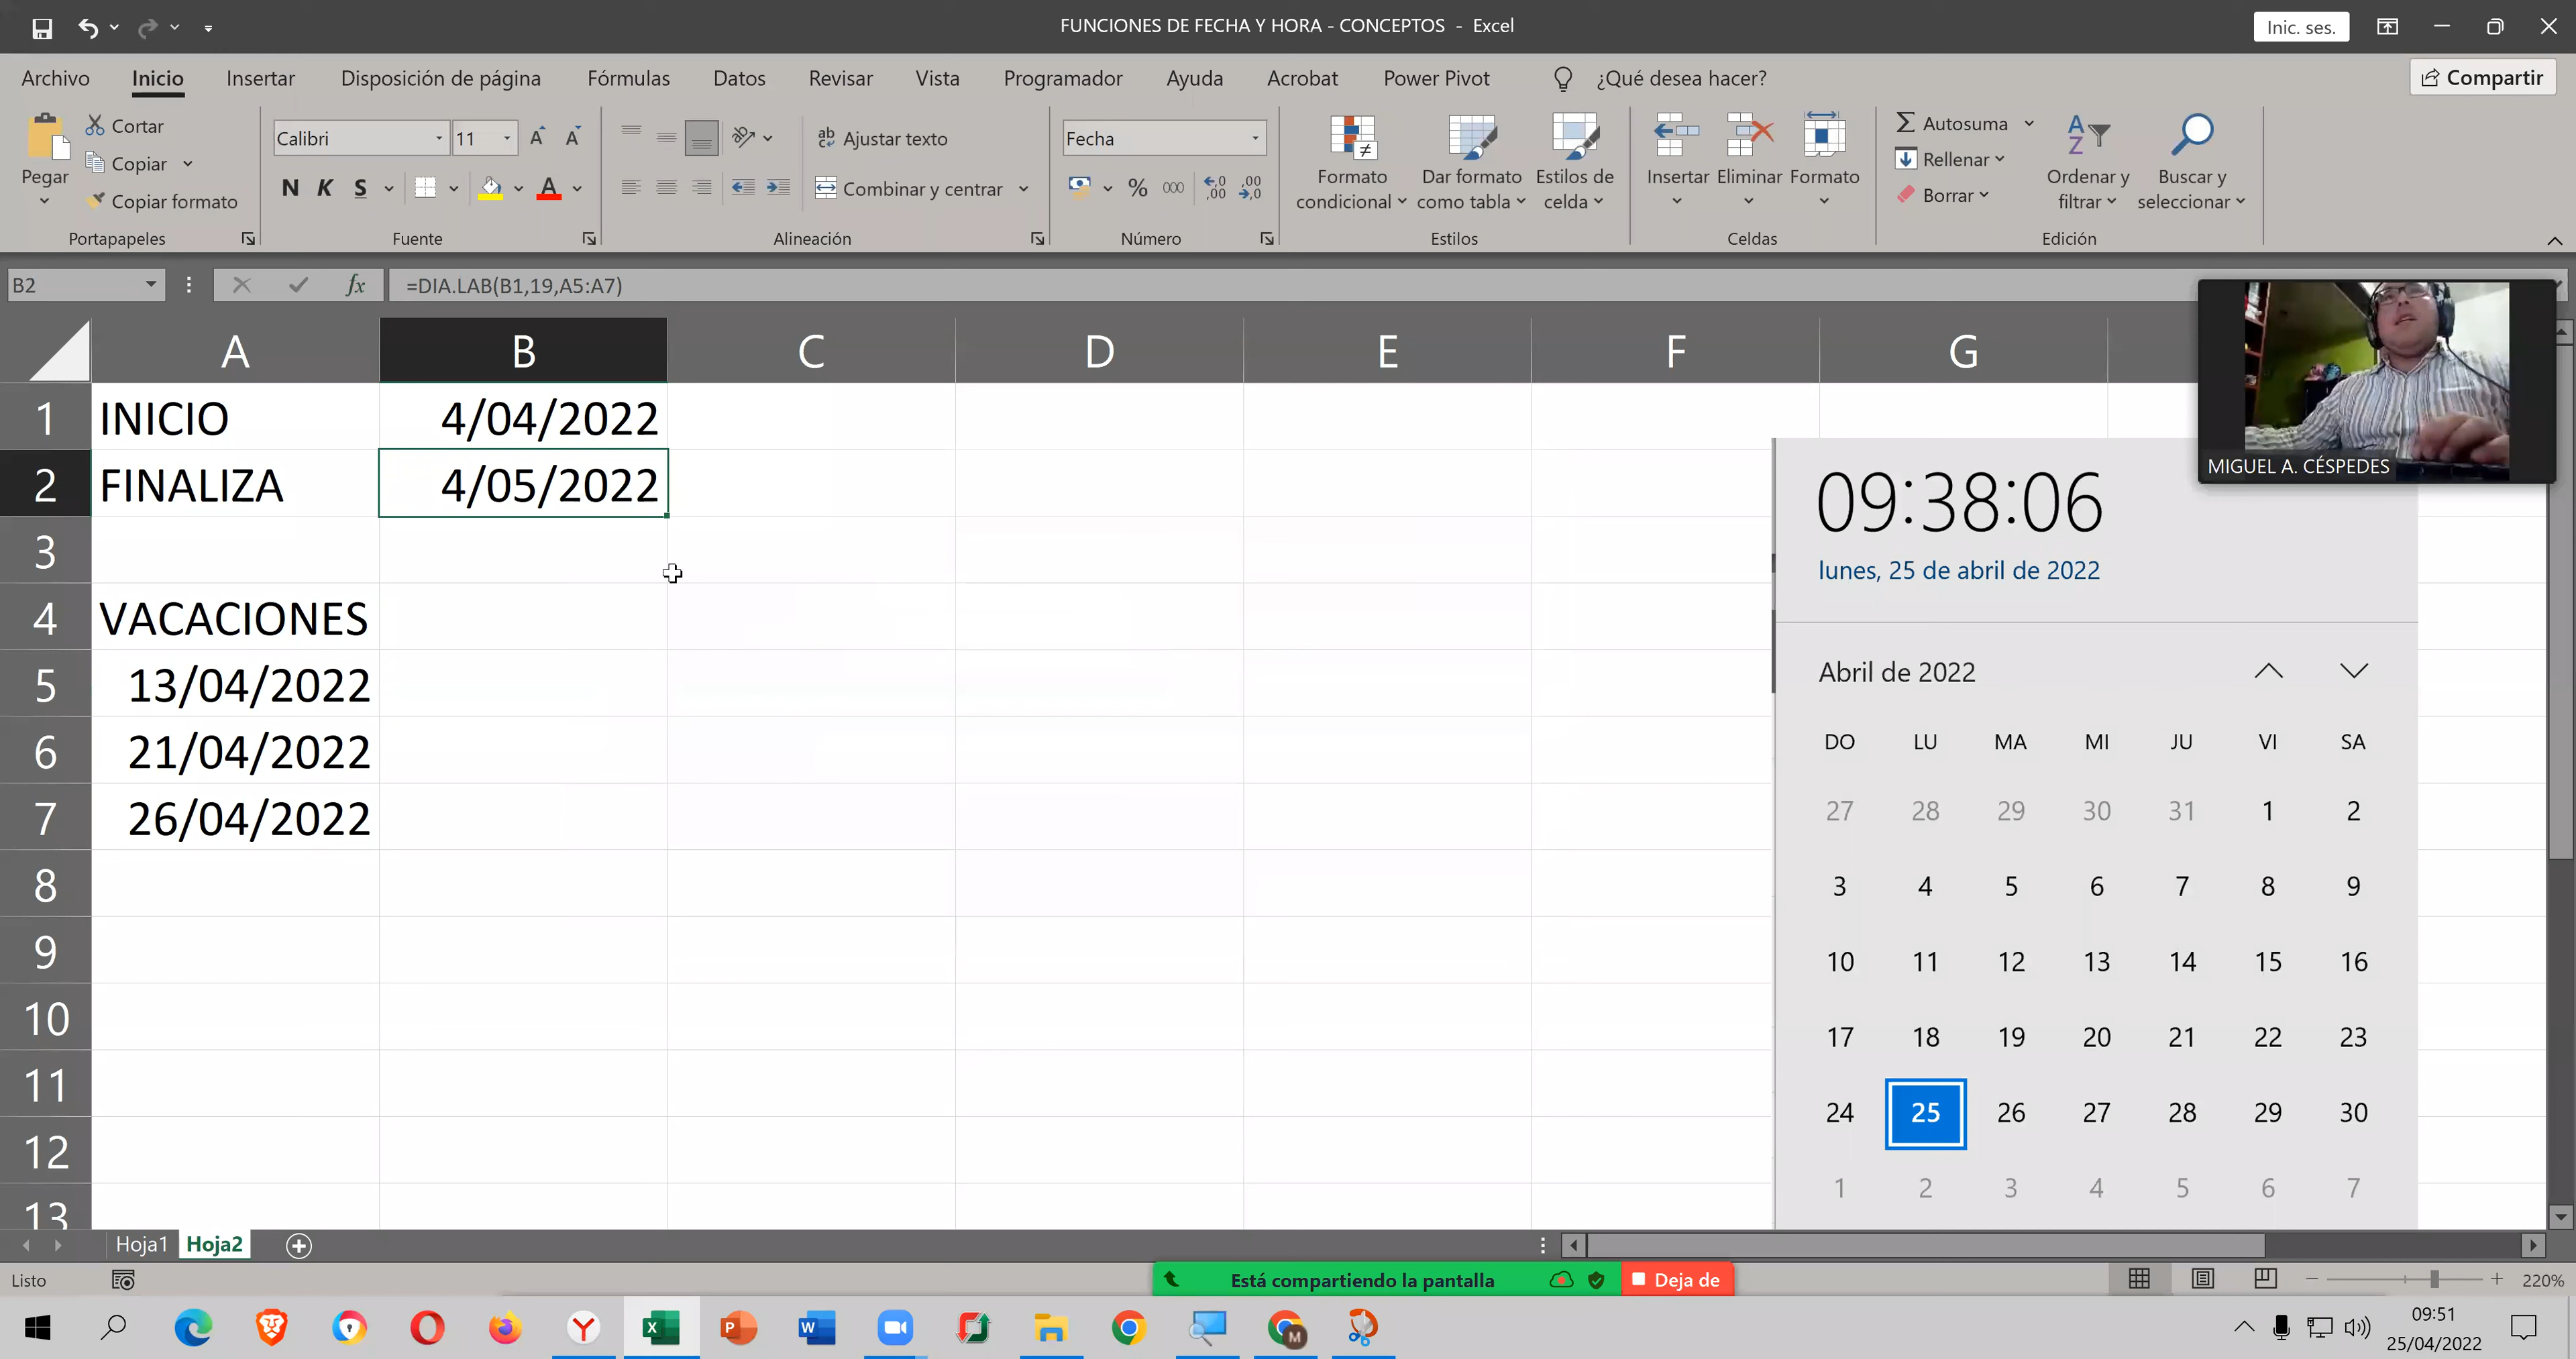 FUNCIONES DE FECHA Y HORA - CONCEPTOS - Excel
Inic. ses.
Archivo Inicio Insertar Disposición de página Fórmulas Datos Revisar Vista Programador Ayuda Acrobat Power Pivot ¿Qué desea hacer? Compartir
Pegar
Cortar
Copiar
Copiar formato
Portapapeles
Calibri 11
N K S
Fuente
Ajustar texto
Combinar y centrar
Alineación
Fecha
% 000
Número
Formato condicional
Dar formato como tabla
Estilos de celda
Estilos
Insertar Eliminar Formato
Celdas
Autosuma
Rellenar
Borrar
Ordenar y filtrar
Buscar y seleccionar
Edición
B2 fx =DIA.LAB(B1,19,A5:A7)
A B C D E F G
1 INICIO 4/04/2022
2 FINALIZA 4/05/2022
3
4 VACACIONES
5 13/04/2022
6 21/04/2022
7 26/04/2022
8
9
10
11
12
13
MIGUEL A. CÉSPEDES
09:38:06
lunes, 25 de abril de 2022
Abril de 2022
DO LU MA MI JU VI SA
27 28 29 30 31 1 2
3 4 5 6 7 8 9
10 11 12 13 14 15 16
17 18 19 20 21 22 23
24 25 26 27 28 29 30
1 2 3 4 5 6 7
Hoja1 Hoja2
Listo
Está compartiendo la pantalla Deja de
220%
09:51
25/04/2022